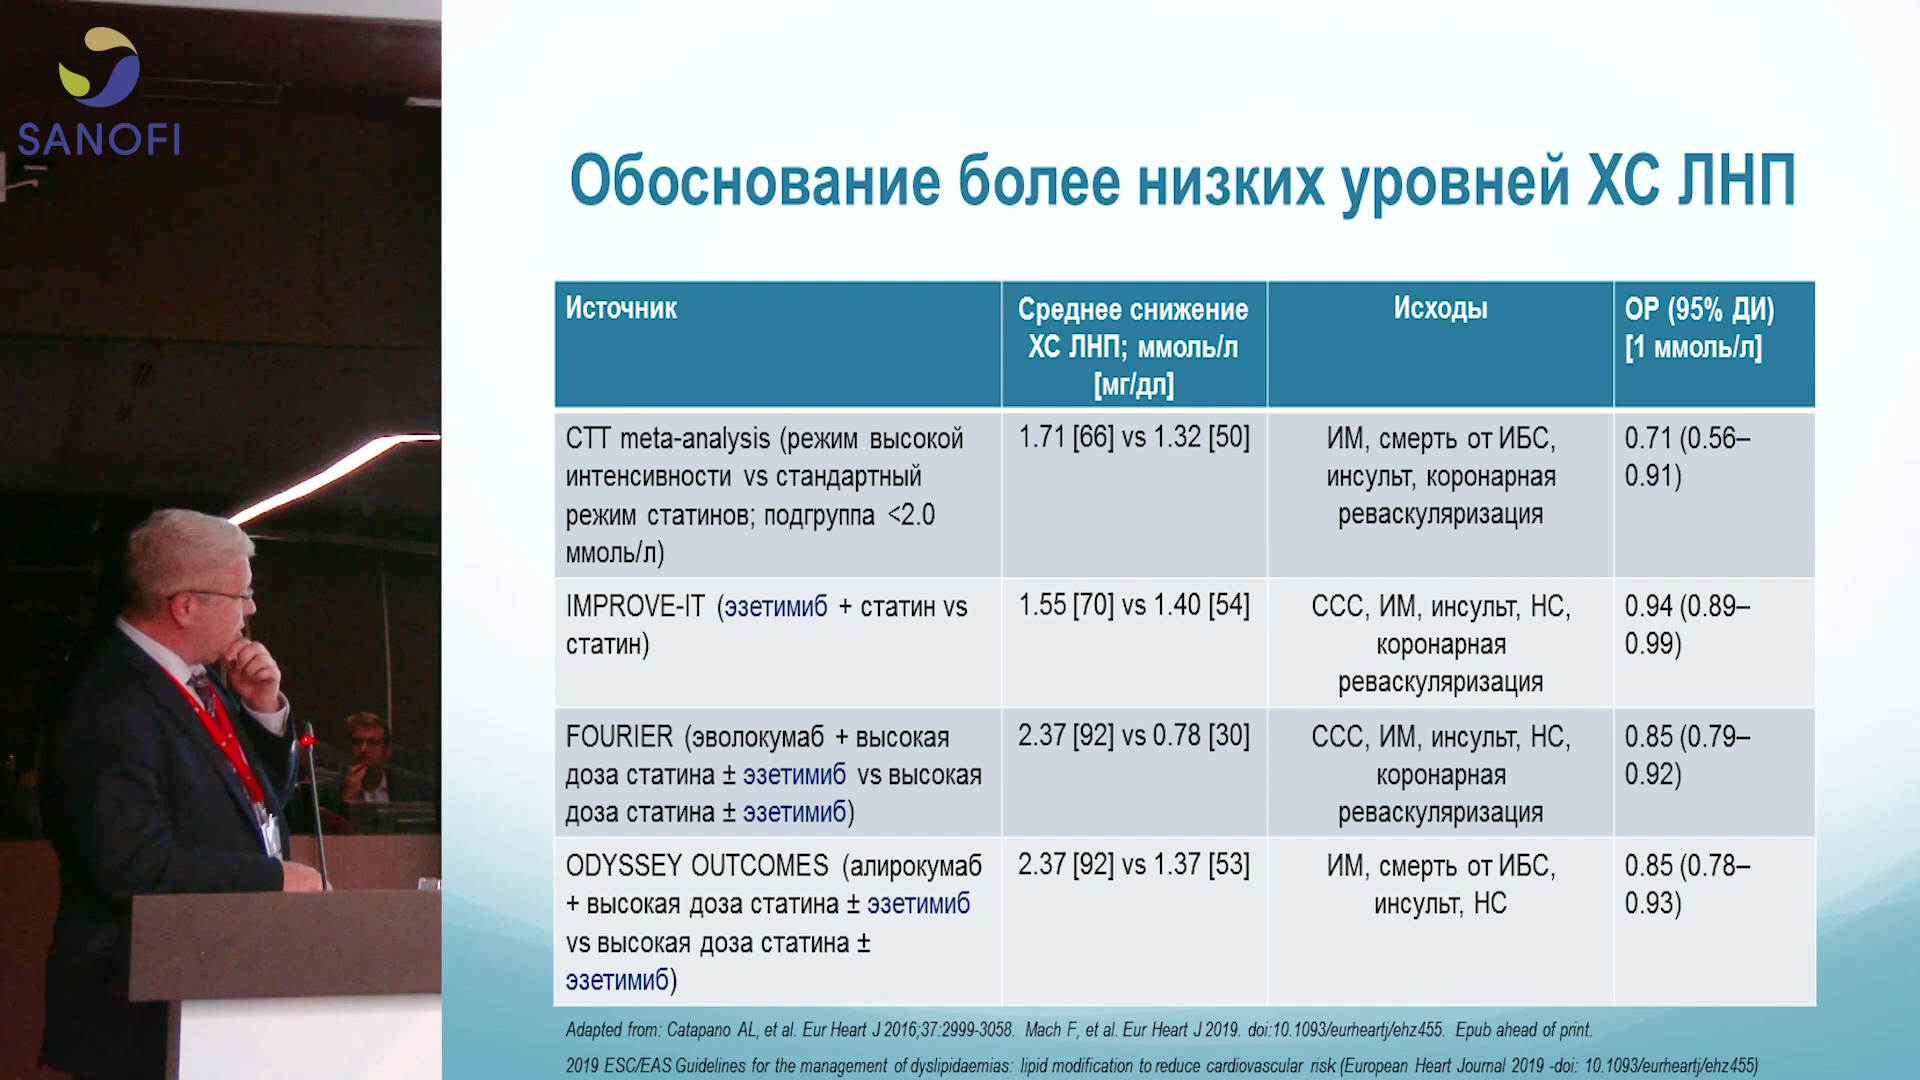 SANOFI
Обоснование более низких уровней ХС ЛНП
Источник
Среднее снижение
ХС ЛНП; ммоль/л
[мг/дл]
Исходы
ОР (95% ДИ)
[1 ммоль/л]
CTT meta-analysis (режим высокой
интенсивности vs стандартный
режим статинов; подгруппа <2.0
ммоль/л)
1.71 [66] vs 1.32 [50]
ИМ, смерть от ИБС,
инсульт, коронарная
реваскуляризация
0.71 (0.56–
0.91)
IMPROVE-IT (эзетимиб + статин vs
статин)
1.55 [70] vs 1.40 [54]
ССС, ИМ, инсульт, НС,
коронарная
реваскуляризация
0.94 (0.89–
0.99)
FOURIER (эволокумаб + высокая
доза статина ± эзетимиб vs высокая
доза статина ± эзетимиб)
2.37 [92] vs 0.78 [30]
ССС, ИМ, инсульт, НС,
коронарная
реваскуляризация
0.85 (0.79–
0.92)
ODYSSEY OUTCOMES (алирокумаб
+ высокая доза статина ± эзетимиб
vs высокая доза статина ±
эзетимиб)
2.37 [92] vs 1.37 [53]
ИМ, смерть от ИБС,
инсульт, НС
0.85 (0.78–
0.93)
Adapted from: Catapano AL, et al. Eur Heart J 2016;37:2999-3058. Mach F, et al. Eur Heart J 2019. doi:10.1093/eurheartj/ehz455. Epub ahead of print.
2019 ESC/EAS Guidelines for the management of dyslipidaemias: lipid modification to reduce cardiovascular risk (European Heart Journal 2019 -doi: 10.1093/eurheartj/ehz455)